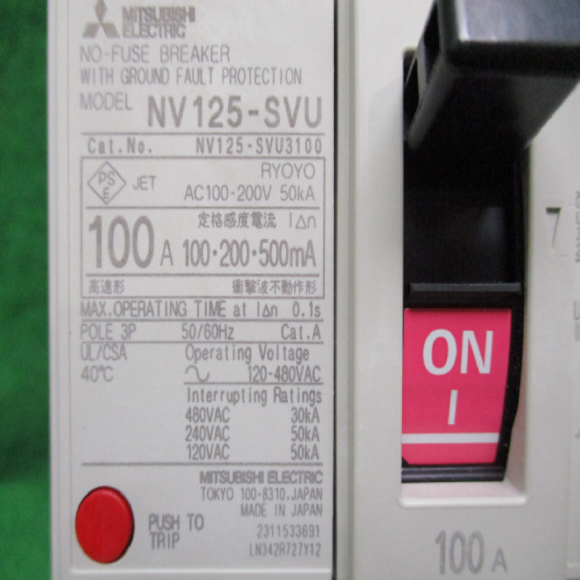 MITSUBISHI
ELECTRIC
NO-FUSE BREAKER
WITH GROUND FAULT PROTECTION
MODEL NV125-SVU
Cat.No. NV125-SVU3100
PS
E
JET
RYOYO
AC100-200V 50kA
定格感度電流 I△n
100 A 100・200・500mA
高速形 衝撃波不動作形
MAX.OPERATING TIME at I△n 0.1s
POLE 3P 50/60Hz Cat.A
UL/CSA Operating Voltage
40℃ 120-480VAC
Interrupting Ratings
480VAC 30kA
240VAC 50kA
120VAC 50kA
MITSUBISHI ELECTRIC
TOKYO 100-8310,JAPAN
MADE IN JAPAN
PUSH TO
TRIP
2311533691
LN342R727Y12
ON
I
7
100 A